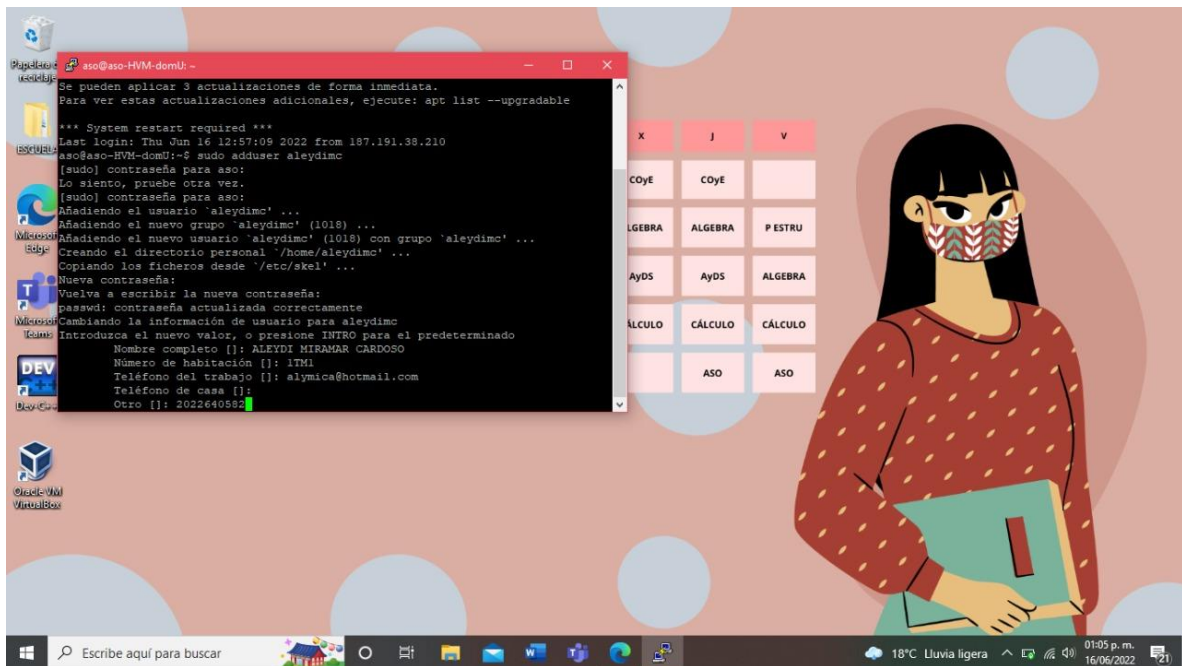 Papelera
reciclaje
ESCUELA
Microsoft
Edge
Microsoft
Teams
DEV
Dev-C++
Oracle VM
VirtualBox
aso@aso-HVM-domU: ~
Se pueden aplicar 3 actualizaciones de forma inmediata.
Para ver estas actualizaciones adicionales, ejecute: apt list --upgradable
*** System restart required ***
Last login: Thu Jun 16 12:57:09 2022 from 187.191.38.210
aso@aso-HVM-domU:~$ sudo adduser aleydimc
[sudo] contraseña para aso:
Lo siento, pruebe otra vez.
[sudo] contraseña para aso:
Añadiendo el usuario `aleydimc' ...
Añadiendo el nuevo grupo `aleydimc' (1018) ...
Añadiendo el nuevo usuario `aleydimc' (1018) con grupo `aleydimc' ...
Creando el directorio personal `/home/aleydimc' ...
Copiando los ficheros desde `/etc/skel' ...
Nueva contraseña:
Vuelva a escribir la nueva contraseña:
passwd: contraseña actualizada correctamente
Cambiando la información de usuario para aleydimc
Introduzca el nuevo valor, o presione INTRO para el predeterminado
Nombre completo []: ALEYDI MIRAMAR CARDOSO
Número de habitación []: 1TM1
Teléfono del trabajo []: alymica@hotmail.com
Teléfono de casa []:
Otro []: 2022640582
X J V
COyE COyE
LGEBRA ALGEBRA P ESTRU
AyDS AyDS ALGEBRA
ÁLCULO CÁLCULO CÁLCULO
ASO ASO
Escribe aquí para buscar
18°C Lluvia ligera
01:05 p. m.
16/06/2022
21